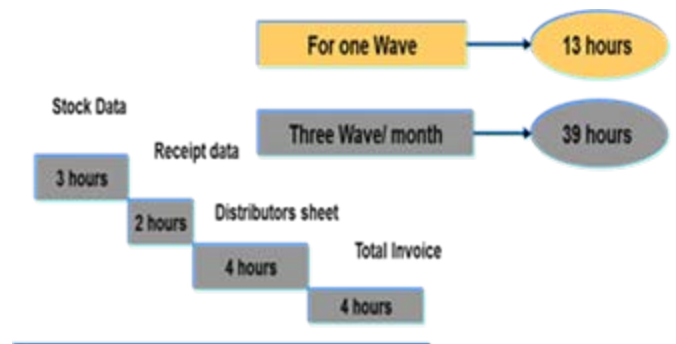 For one Wave
13 hours
Stock Data
Three Wave/ month
39 hours
Receipt data
3 hours
2 hours
Distributors sheet
4 hours
Total Invoice
4 hours